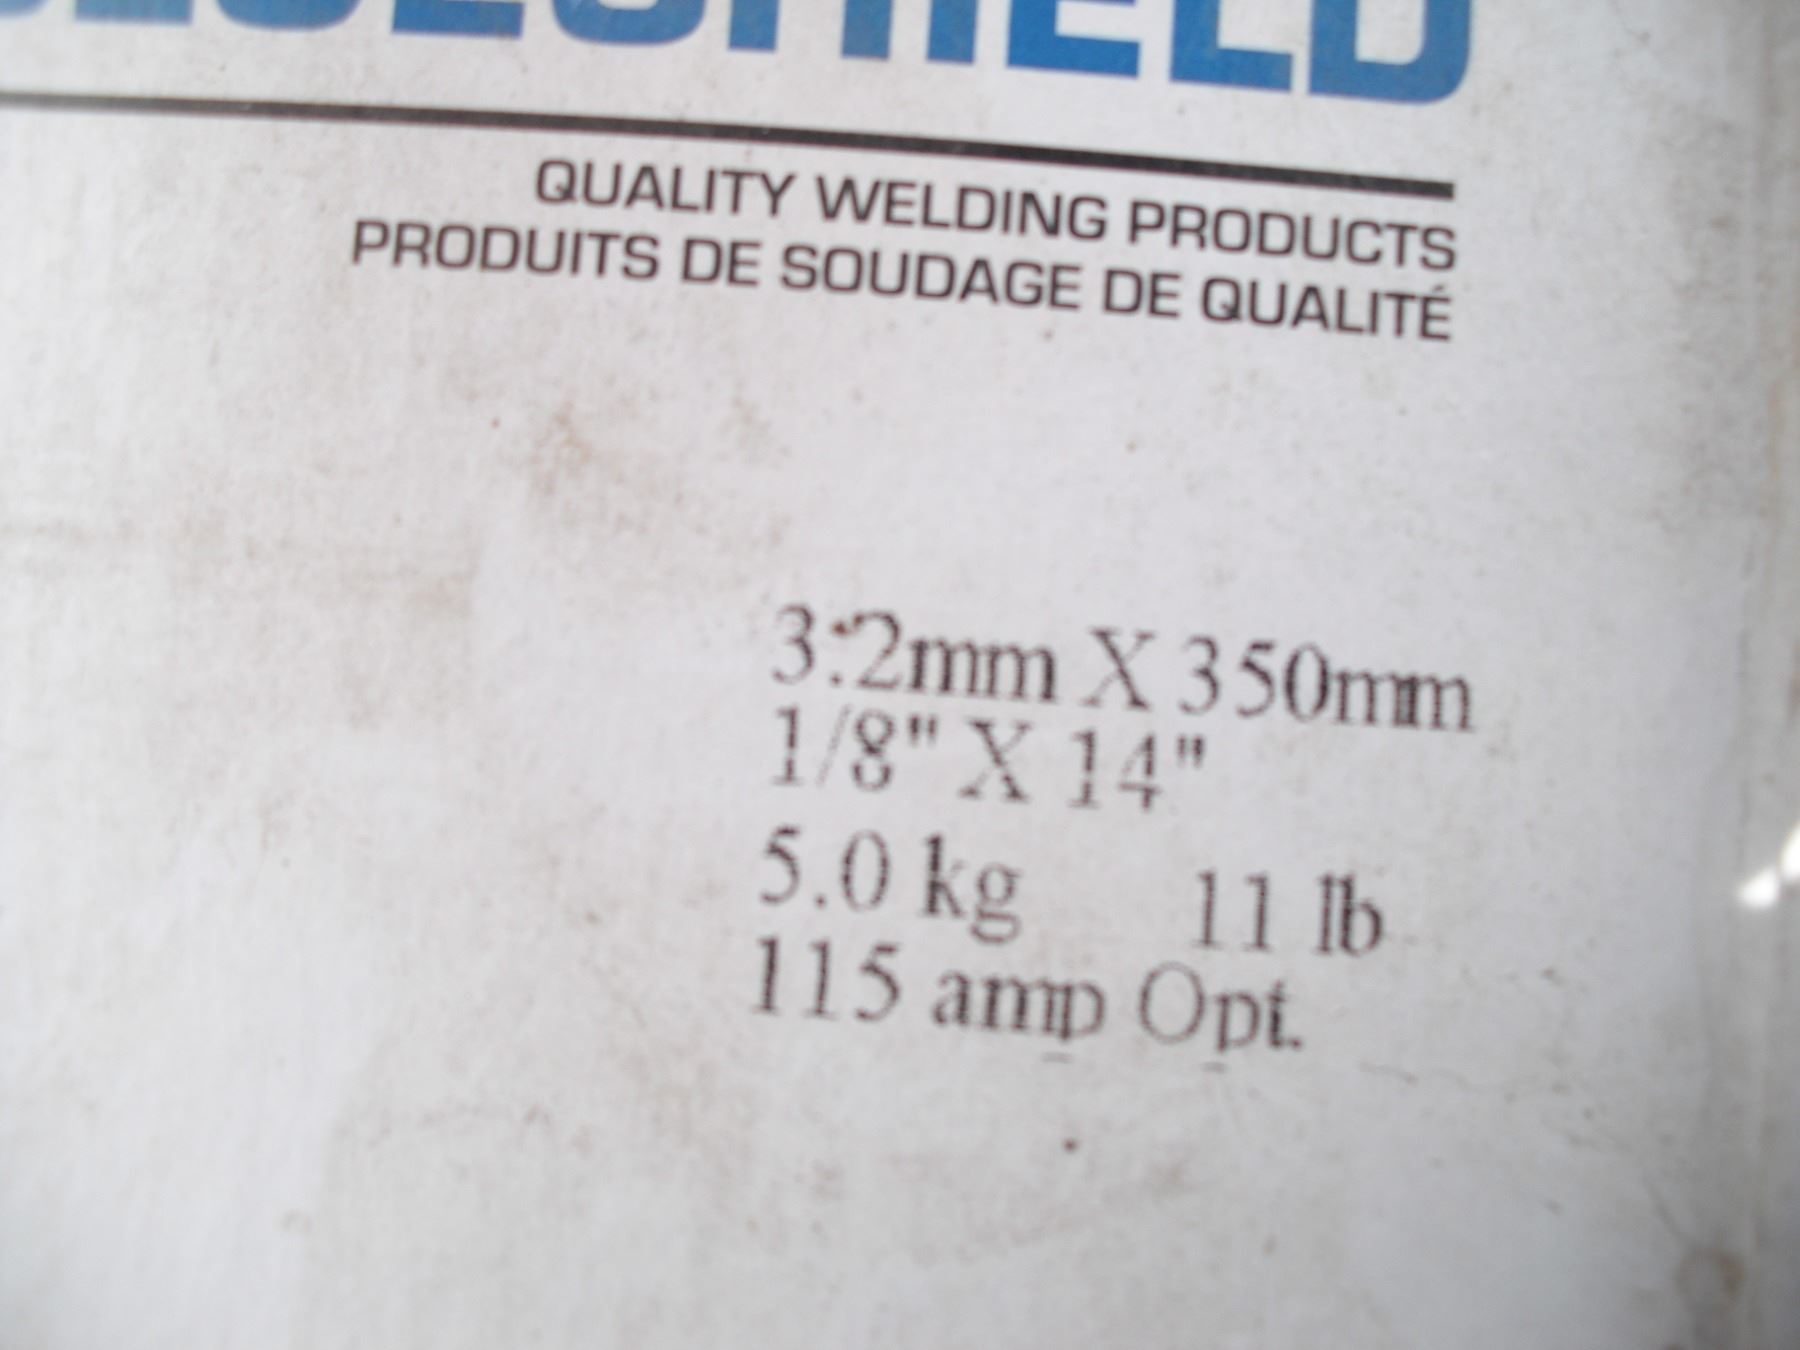 BLUESHIELD
QUALITY WELDING PRODUCTS
PRODUITS DE SOUDAGE DE QUALITÉ
3.2mm X 350mm
1/8" X 14"
5.0 kg 11 lb
115 amp Opt.